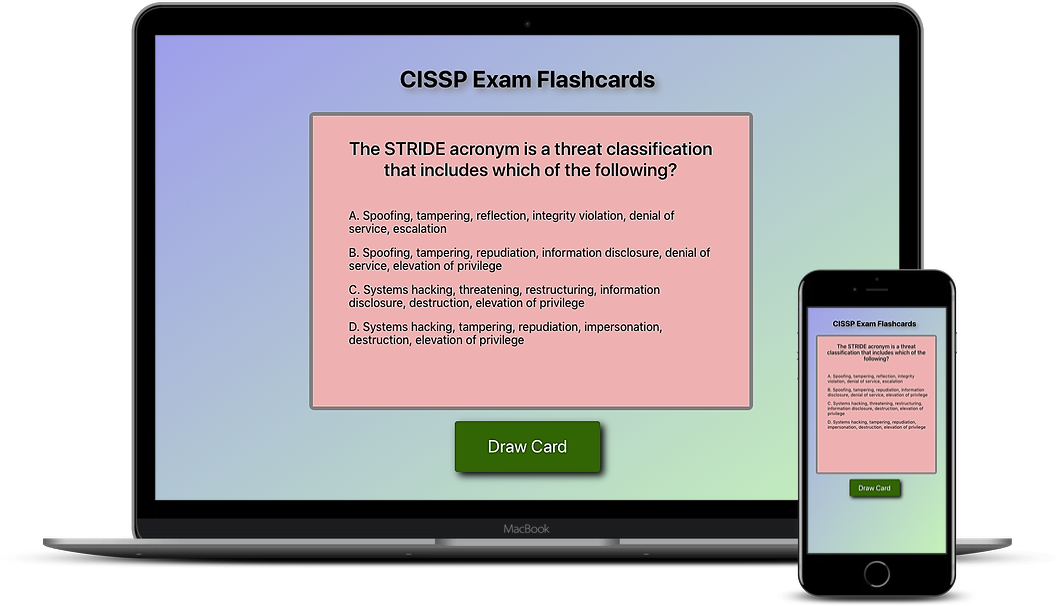 CISSP Exam Flashcards
The STRIDE acronym is a threat classification
that includes which of the following?
A. Spoofing, tampering, reflection, integrity violation, denial of
service, escalation
B. Spoofing, tampering, repudiation, information disclosure, denial of
service, elevation of privilege
C. Systems hacking, threatening, restructuring, information
disclosure, destruction, elevation of privilege
D. Systems hacking, tampering, repudiation, impersonation,
destruction, elevation of privilege
Draw Card
MacBook
CISSP Exam Flashcards
The STRIDE acronym is a threat
classification that includes which of the
following?
A. Spoofing, tampering, reflection, integrity
violation, denial of service, escalation
B. Spoofing, tampering, repudiation, information
disclosure, denial of service, elevation of privilege
C. Systems hacking, threatening, restructuring,
information disclosure, destruction, elevation of
privilege
D. Systems hacking, tampering, repudiation,
impersonation, destruction, elevation of privilege
Draw Card